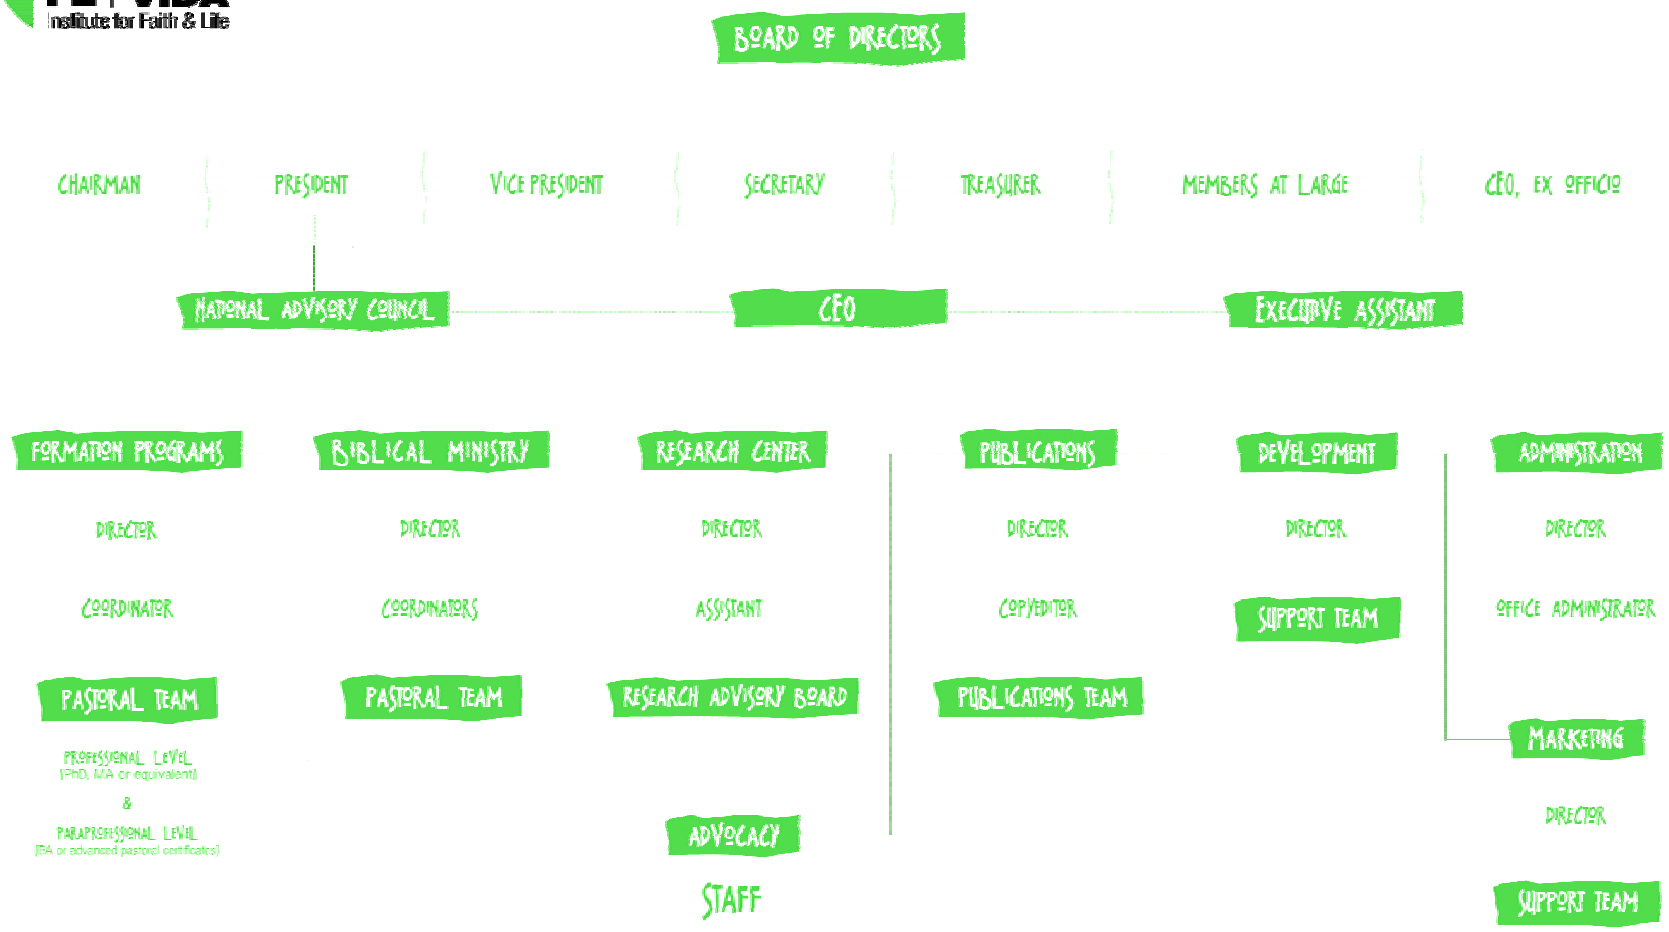 Institute for Faith & Life
BOARD OF DIRECTORS
CHAIRMAN
PRESIDENT
VICE PRESIDENT
SECRETARY
TREASURER
MEMBERS AT LARGE
CEO, EX OFFICIO
NATIONAL ADVISORY COUNCIL
CEO
EXECUTIVE ASSISTANT
FORMATION PROGRAMS
BIBLICAL MINISTRY
RESEARCH CENTER
PUBLICATIONS
DEVELOPMENT
ADMINISTRATION
DIRECTOR
DIRECTOR
DIRECTOR
DIRECTOR
DIRECTOR
DIRECTOR
COORDINATOR
COORDINATORS
ASSISTANT
COPYEDITOR
SUPPORT TEAM
OFFICE ADMINISTRATOR
PASTORAL TEAM
PASTORAL TEAM
RESEARCH ADVISORY BOARD
PUBLICATIONS TEAM
MARKETING
PROFESSIONAL LEVEL
[PhD, MA or equivalent]
&
PARAPROFESSIONAL LEVEL
[BA or advanced pastoral certificates]
DIRECTOR
ADVOCACY
STAFF
SUPPORT TEAM